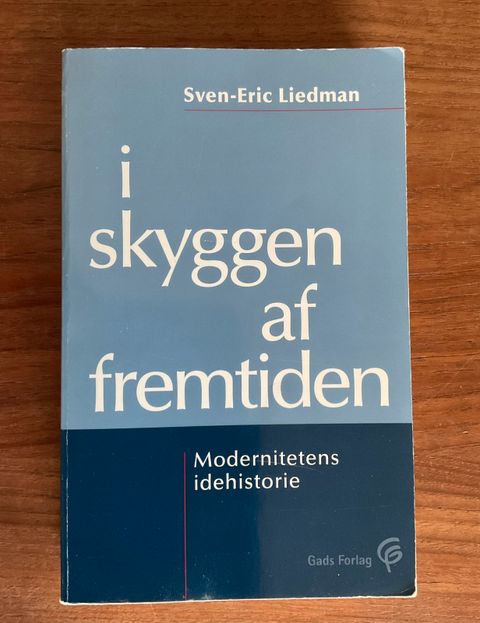 Sven-Eric Liedman
i
skyggen
af
fremtiden
Modernitetens
idehistorie
Gads Forlag